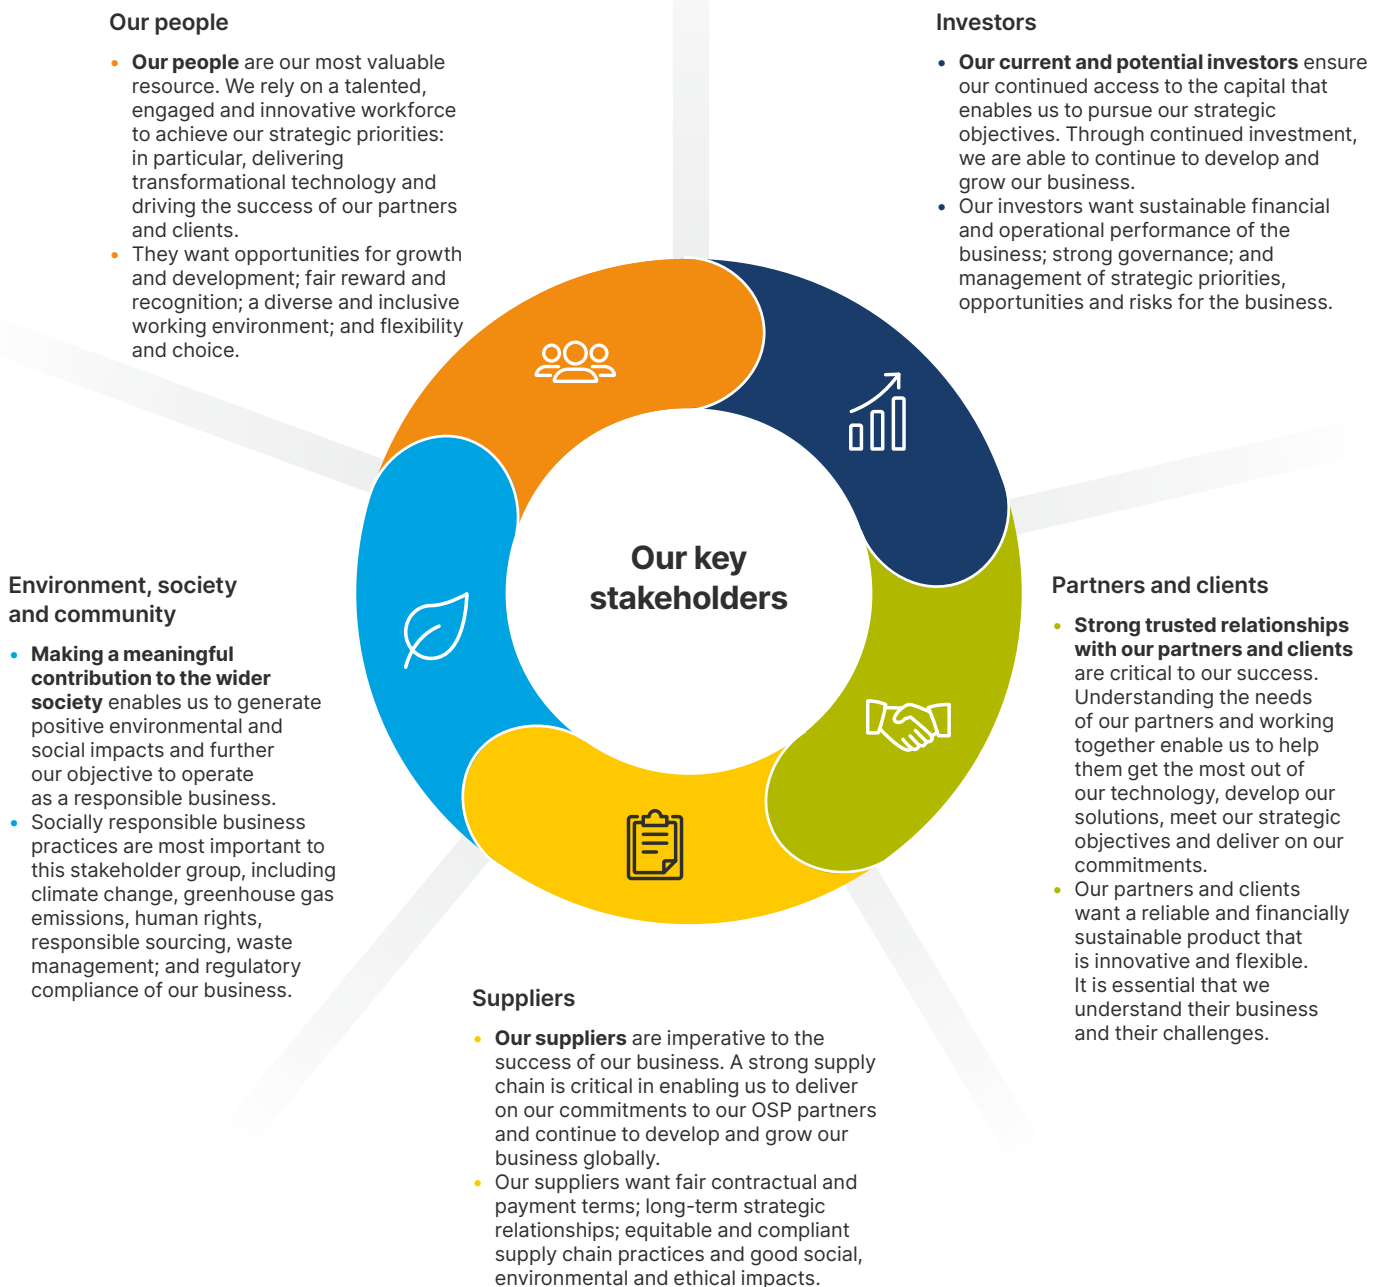 Our people
• Our people are our most valuable
resource. We rely on a talented,
engaged and innovative workforce
to achieve our strategic priorities:
in particular, delivering
transformational technology and
driving the success of our partners
and clients.
• They want opportunities for growth
and development; fair reward and
recognition; a diverse and inclusive
working environment; and flexibility
and choice.
Investors
• Our current and potential investors ensure
our continued access to the capital that
enables us to pursue our strategic
objectives. Through continued investment,
we are able to continue to develop and
grow our business.
• Our investors want sustainable financial
and operational performance of the
business; strong governance; and
management of strategic priorities,
opportunities and risks for the business.
Our key
stakeholders
Environment, society
and community
• Making a meaningful
contribution to the wider
society enables us to generate
positive environmental and
social impacts and further
our objective to operate
as a responsible business.
• Socially responsible business
practices are most important to
this stakeholder group, including
climate change, greenhouse gas
emissions, human rights,
responsible sourcing, waste
management; and regulatory
compliance of our business.
Partners and clients
• Strong trusted relationships
with our partners and clients
are critical to our success.
Understanding the needs
of our partners and working
together enable us to help
them get the most out of
our technology, develop our
solutions, meet our strategic
objectives and deliver on our
commitments.
• Our partners and clients
want a reliable and financially
sustainable product that
is innovative and flexible.
It is essential that we
understand their business
and their challenges.
Suppliers
• Our suppliers are imperative to the
success of our business. A strong supply
chain is critical in enabling us to deliver
on our commitments to our OSP partners
and continue to develop and grow our
business globally.
• Our suppliers want fair contractual and
payment terms; long-term strategic
relationships; equitable and compliant
supply chain practices and good social,
environmental and ethical impacts.